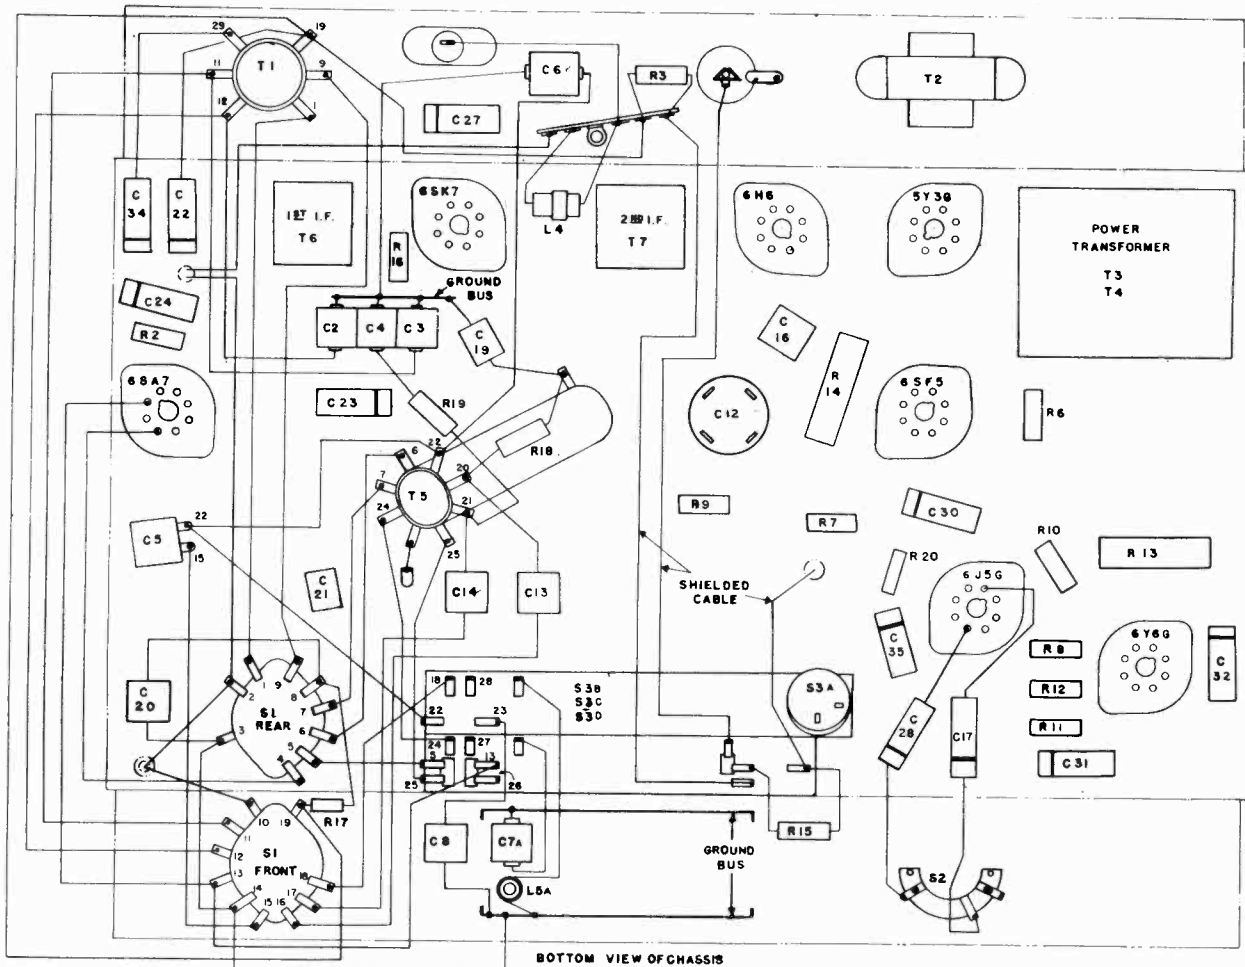 29
19
T1
11
9
12
1
C6
R3
T2
C27
C
34
C
22
1ST I.F.
T6
6SK7
R
16
L4
2ND I.F.
T7
6H6
5Y3G
POWER
TRANSFORMER
T3
T4
GROUND
BUS
C24
R2
C2
C4
C3
C
19
C
16
R
14
6SA7
C23
R19
C12
6SF5
R6
R18
6
22
7
20
T5
24
21
25
22
C5
15
R9
R7
C30
R10
R13
R20
C
21
C14
C13
SHIELDED
CABLE
6J5G
C
35
6Y6G
R8
C
32
R12
R11
C
20
S1
REAR
1
9
2
8
7
3
6
5
4
18
28
S3B
S3C
S3D
S3A
22
23
24
27
5
13
25
26
C
28
C17
C31
R17
10
19
11
S1
FRONT
12
13
14
15
16
17
18
C8
C7A
L5A
GROUND
BUS
R15
S2
BOTTOM VIEW OF CHASSIS